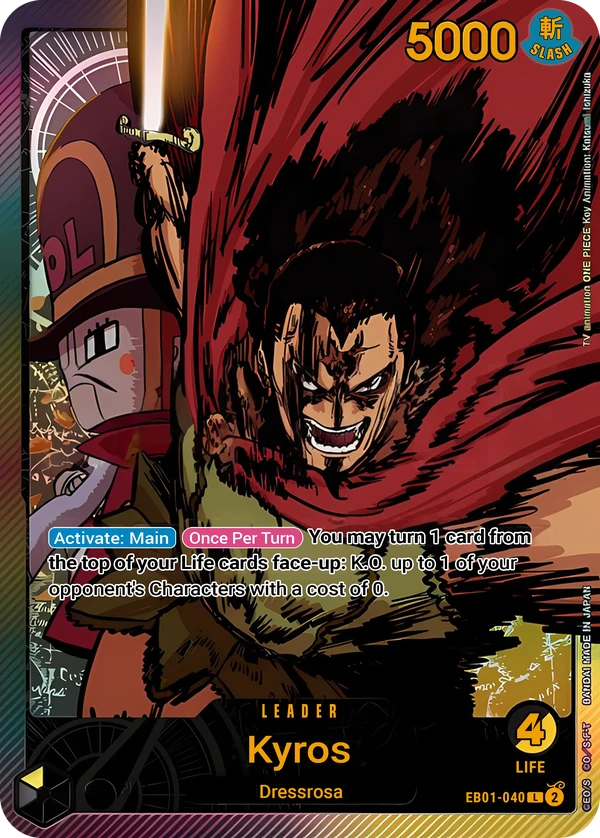 5000
斬
SLASH
OL
TV animation ONE PIECE Key Animation: Katsumi Ishizuka
Activate: Main Once Per Turn You may turn 1 card from
the top of your Life cards face-up: K.O. up to 1 of your
opponent's Characters with a cost of 0.
BANDAI MADE IN JAPAN
LEADER
4
Kyros
LIFE
Dressrosa
EB01-040 L 2